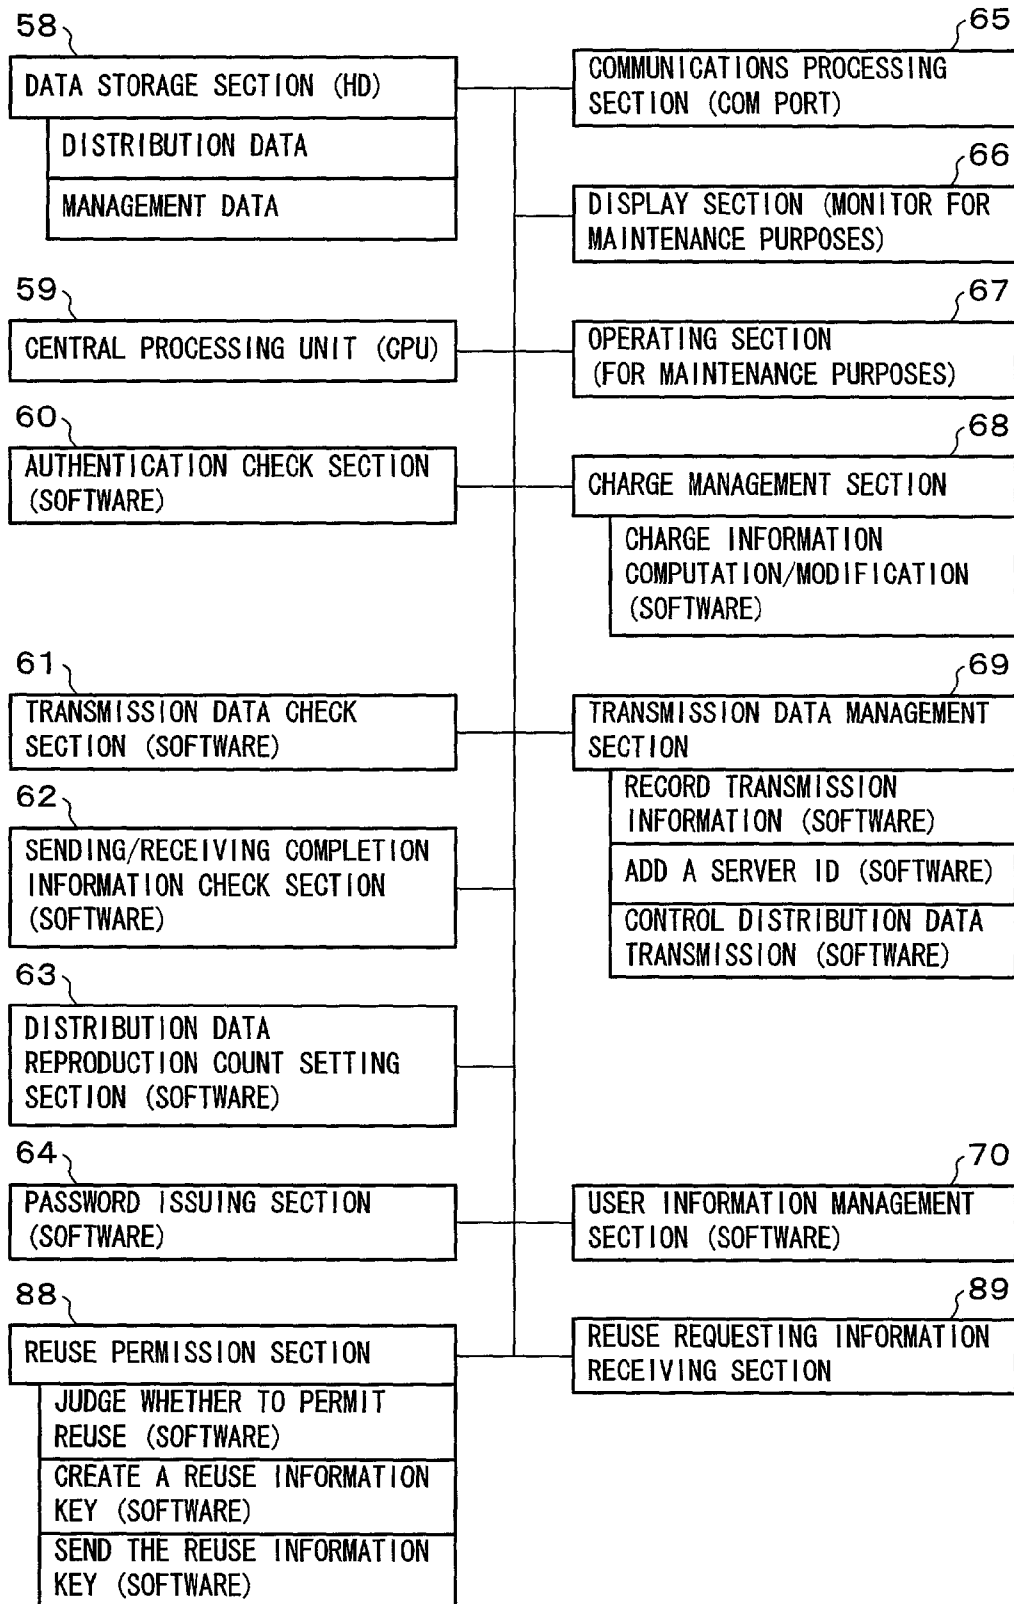 58
DATA STORAGE SECTION (HD)
DISTRIBUTION DATA
MANAGEMENT DATA
59
CENTRAL PROCESSING UNIT (CPU)
60
AUTHENTICATION CHECK SECTION
(SOFTWARE)
61
TRANSMISSION DATA CHECK
SECTION (SOFTWARE)
62
SENDING/RECEIVING COMPLETION
INFORMATION CHECK SECTION
(SOFTWARE)
63
DISTRIBUTION DATA
REPRODUCTION COUNT SETTING
SECTION (SOFTWARE)
64
PASSWORD ISSUING SECTION
(SOFTWARE)
88
REUSE PERMISSION SECTION
JUDGE WHETHER TO PERMIT
REUSE (SOFTWARE)
CREATE A REUSE INFORMATION
KEY (SOFTWARE)
SEND THE REUSE INFORMATION
KEY (SOFTWARE)
65
COMMUNICATIONS PROCESSING
SECTION (COM PORT)
66
DISPLAY SECTION (MONITOR FOR
MAINTENANCE PURPOSES)
67
OPERATING SECTION
(FOR MAINTENANCE PURPOSES)
68
CHARGE MANAGEMENT SECTION
CHARGE INFORMATION
COMPUTATION/MODIFICATION
(SOFTWARE)
69
TRANSMISSION DATA MANAGEMENT
SECTION
RECORD TRANSMISSION
INFORMATION (SOFTWARE)
ADD A SERVER ID (SOFTWARE)
CONTROL DISTRIBUTION DATA
TRANSMISSION (SOFTWARE)
70
USER INFORMATION MANAGEMENT
SECTION (SOFTWARE)
89
REUSE REQUESTING INFORMATION
RECEIVING SECTION